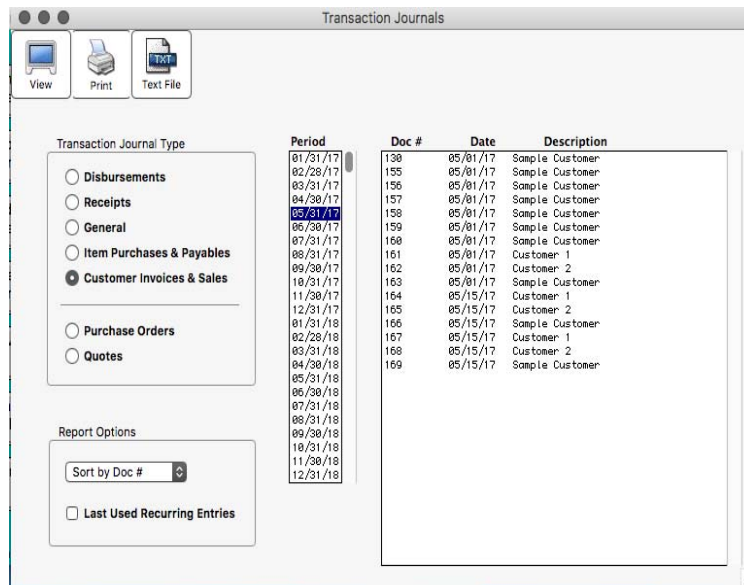 Transaction Journals
View
Print
TXT
Text File
Transaction Journal Type
Disbursements
Receipts
General
Item Purchases & Payables
Customer Invoices & Sales
Purchase Orders
Quotes
Report Options
Sort by Doc #
Last Used Recurring Entries
Period
01/31/17
02/28/17
03/31/17
04/30/17
05/31/17
06/30/17
07/31/17
08/31/17
09/30/17
10/31/17
11/30/17
12/31/17
01/31/18
02/28/18
03/31/18
04/30/18
05/31/18
06/30/18
07/31/18
08/31/18
09/30/18
10/31/18
11/30/18
12/31/18
Doc # Date Description
130 05/01/17 Sample Customer
155 05/01/17 Sample Customer
156 05/01/17 Sample Customer
157 05/01/17 Sample Customer
158 05/01/17 Sample Customer
159 05/01/17 Sample Customer
160 05/01/17 Sample Customer
161 05/01/17 Customer 1
162 05/01/17 Customer 2
163 05/01/17 Sample Customer
164 05/15/17 Customer 1
165 05/15/17 Customer 2
166 05/15/17 Sample Customer
167 05/15/17 Customer 1
168 05/15/17 Customer 2
169 05/15/17 Sample Customer